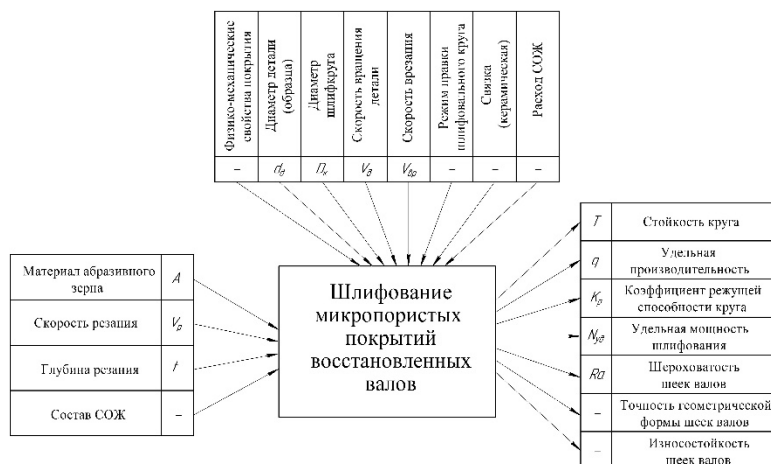 Физико-механические
свойства покрытия
Диаметр детали
(образца)
Диаметр
шлифкруга
Скорость вращения
детали
Скорость врезания
Режим правки
шлифовального круга
Связка
(керамическая)
Расход СОЖ
– d_д D_к V_в V_вр – – –
Материал абразивного
зерна
A
Скорость резания
V_р
Глубина резания
t
Состав СОЖ
–
Шлифование
микропористых
покрытий
восстановленных
валов
T
Стойкость круга
q
Удельная
производительность
K_р
Коэффициент режущей
способности круга
N_уд
Удельная мощность
шлифования
Ra
Шероховатость
шеек валов
–
Точность геометрической
формы шеек валов
–
Износостойкость
шеек валов